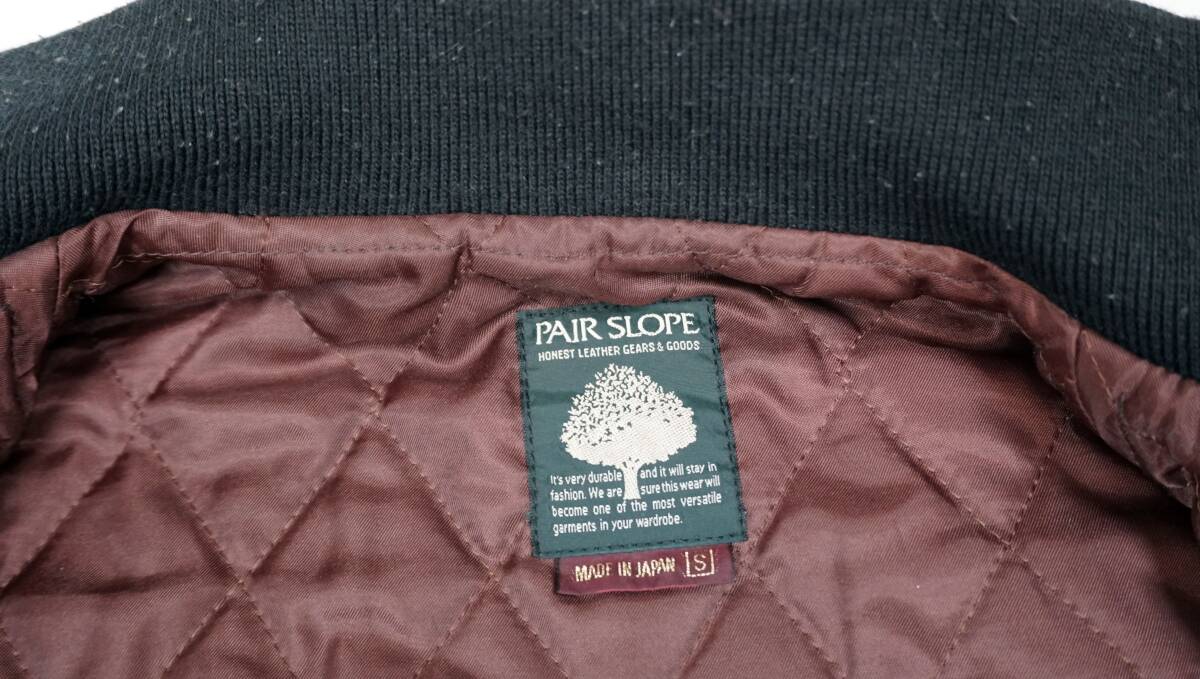 PAIR SLOPE
HONEST LEATHER GEARS & GOODS
It's very durable and it will stay in
fashion. We are sure this wear will
become one of the most versatile
garments in your wardrobe.
MADE IN JAPAN S